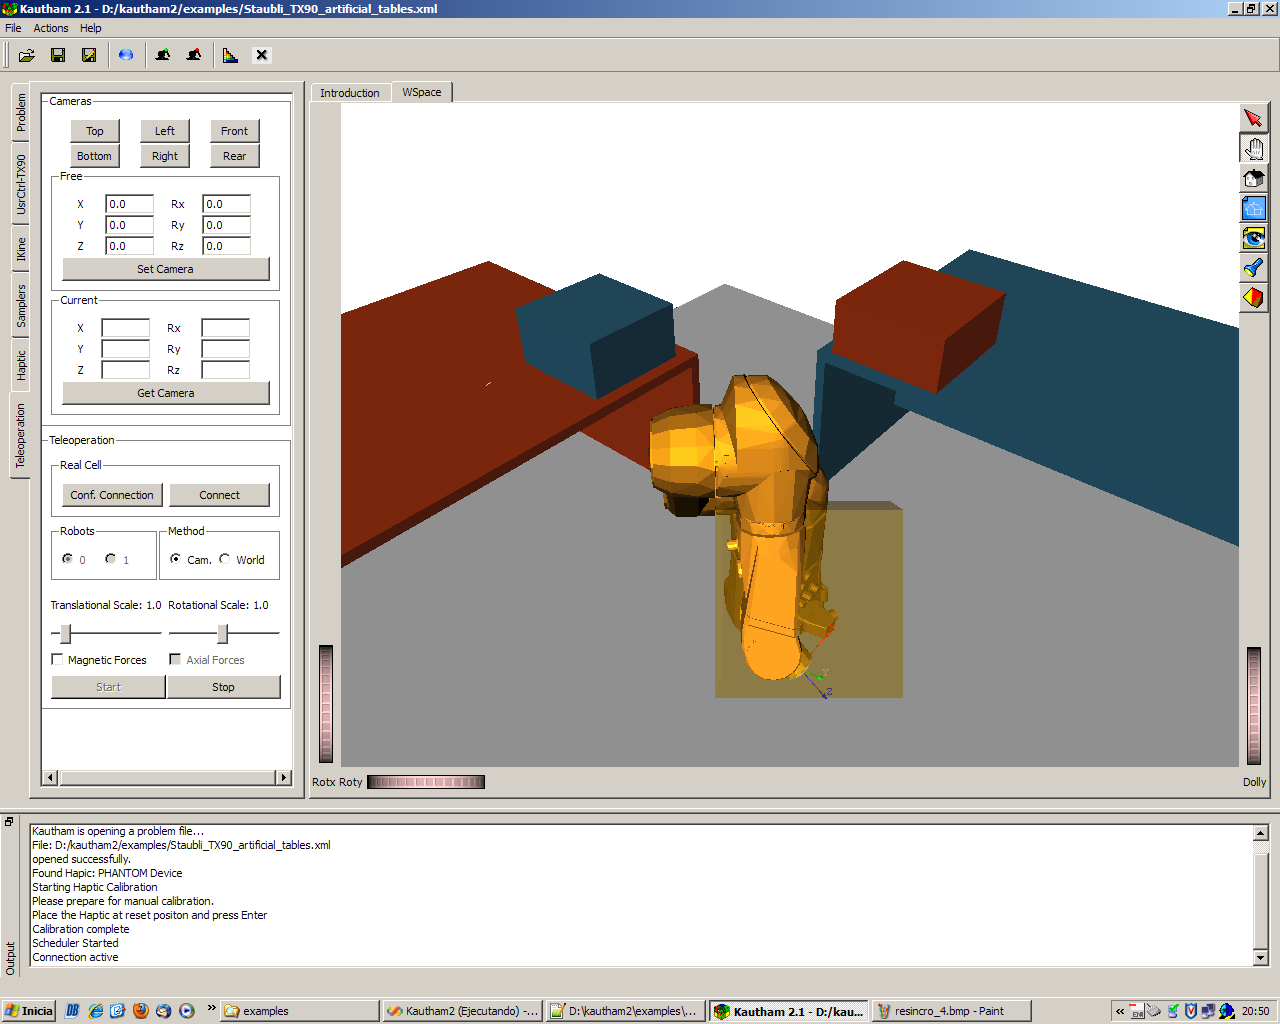 Kautham 2.1 - D:/kautham2/examples/Staubli_TX90_artificial_tables.xml
File Actions Help
Introduction WSpace
Problem
UsrCtrl-TX90
IKine
Samplers
Haptic
Teleoperation
Cameras
Top Left Front
Bottom Right Rear
Free
X 0.0 Rx 0.0
Y 0.0 Ry 0.0
Z 0.0 Rz 0.0
Set Camera
Current
X Rx
Y Ry
Z Rz
Get Camera
Teleoperation
Real Cell
Conf. Connection Connect
Robots Method
0 1 Cam. World
Translational Scale: 1.0 Rotational Scale: 1.0
Magnetic Forces Axial Forces
Start Stop
Y
Z
Rotx Roty Dolly
Output
Kautham is opening a problem file...
File: D:/kautham2/examples/Staubli_TX90_artificial_tables.xml
opened successfully.
Found Hapic: PHANTOM Device
Starting Haptic Calibration
Please prepare for manual calibration.
Place the Haptic at reset positon and press Enter
Calibration complete
Scheduler Started
Connection active
Inicia » examples Kautham2 (Ejecutando) -... D:\kautham2\examples\... Kautham 2.1 - D:/kau... resincro_4.bmp - Paint « 20:50